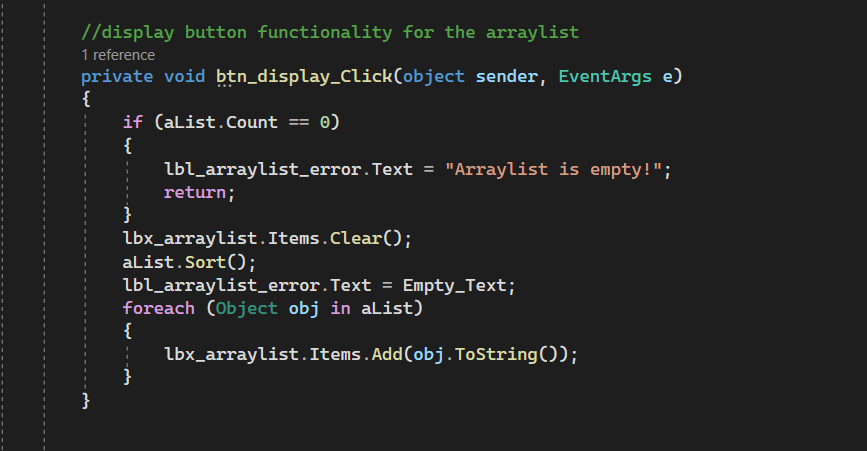 //display button functionality for the arraylist
1 reference
private void btn_display_Click(object sender, EventArgs e)
{
if (aList.Count == 0)
{
lbl_arraylist_error.Text = "Arraylist is empty!";
return;
}
lbx_arraylist.Items.Clear();
aList.Sort();
lbl_arraylist_error.Text = Empty_Text;
foreach (Object obj in aList)
{
lbx_arraylist.Items.Add(obj.ToString());
}
}